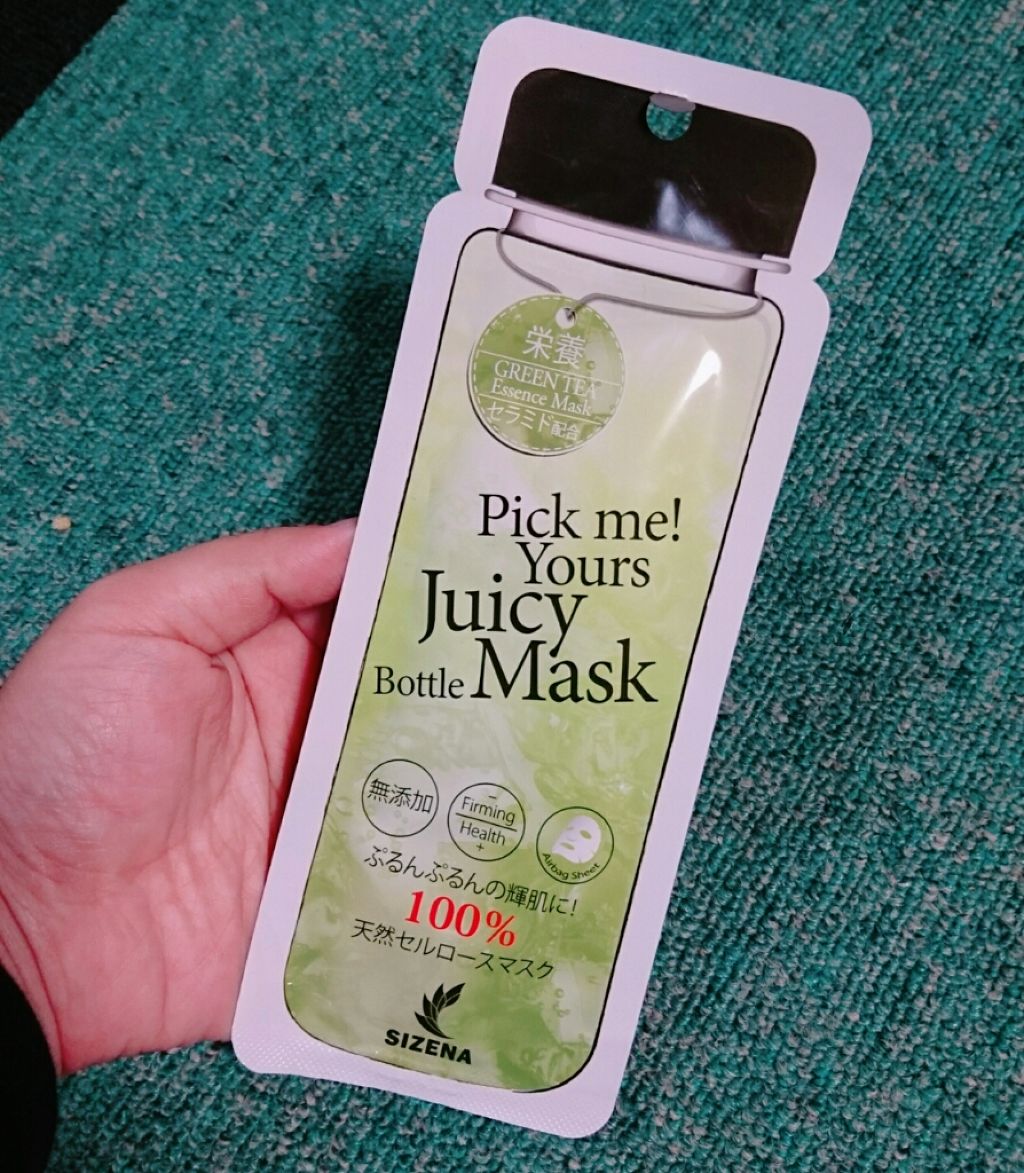 栄養
GREEN TEA
Essence Mask
セラミド配合
Pick me!
Yours
Juicy
Bottle Mask
無添加
Firming
Health
Airbag Sheet
ぷるんぷるんの輝肌に!
100%
天然セルロースマスク
SIZENA